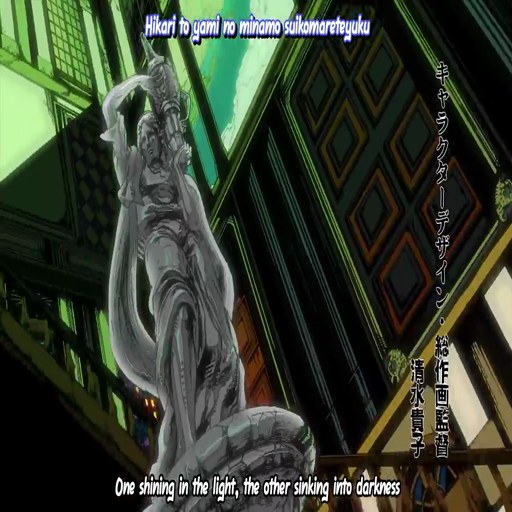 Hikari to yami no minamo suikomareteyuku
キャラクターデザイン・総作画監督
清水貴子
One shining in the light, the other sinking into darkness